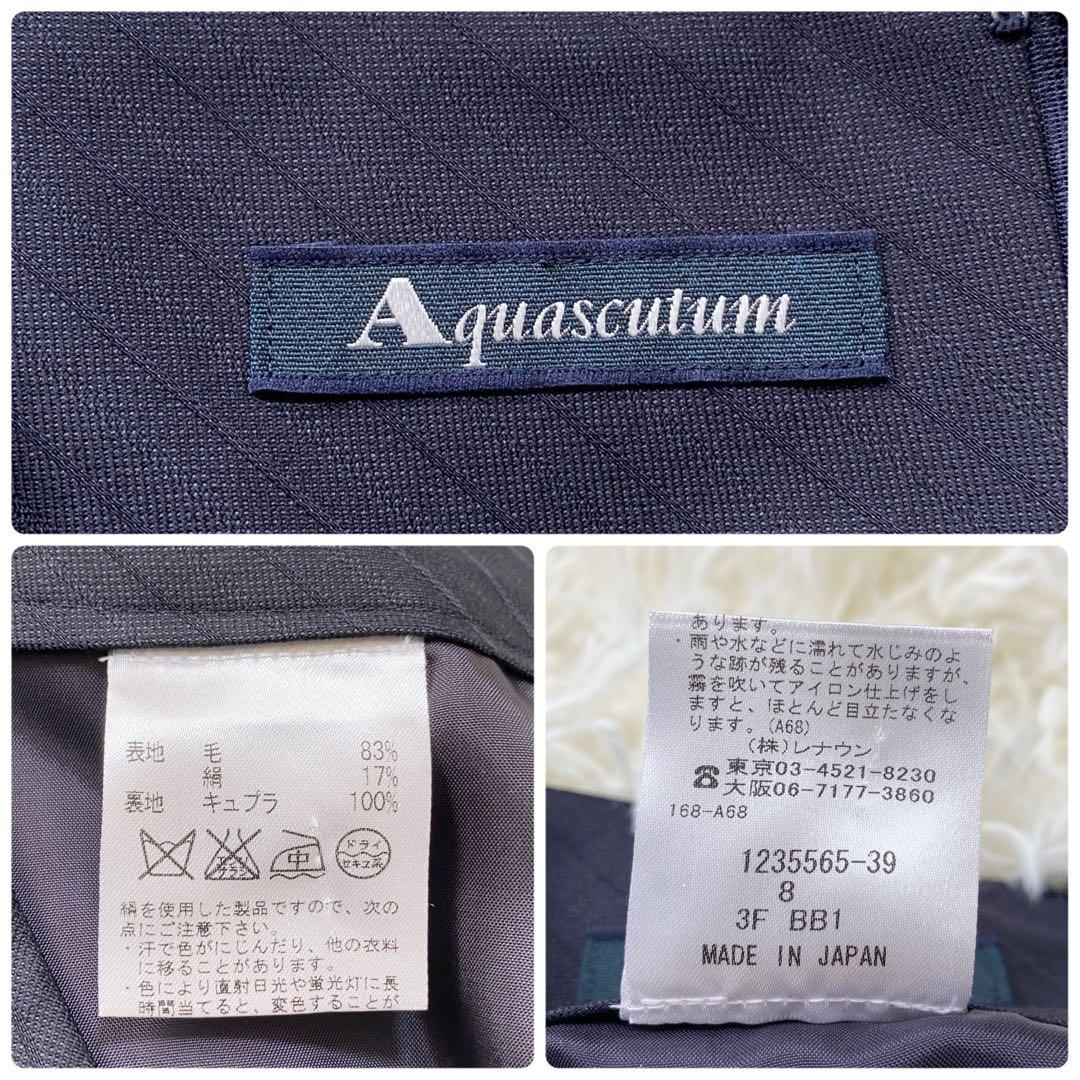 Aquascutum
表地 毛 83%
絹 17%
裏地 キュプラ 100%
エンソ
サラシ
中
ドライ
セキユ系
絹を使用した製品ですので、次の
点にご注意下さい。
・汗で色がにじんだり、他の衣料
に移ることがあります。
・色により直射日光や蛍光灯に長
時間当てると、変色することが
あります。
・雨や水などに濡れて水じみのよ
うな跡が残ることがありますが、
霧を吹いてアイロン仕上げをし
ますと、ほとんど目立たなくな
ります。(A68)
(株)レナウン
☎東京03-4521-8230
大阪06-7177-3860
168-A68
1235565-39
8
3F BB1
MADE IN JAPAN